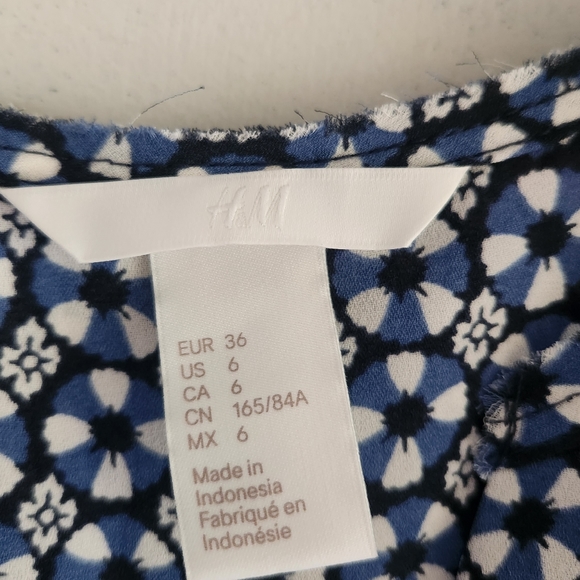 H&M
EUR 36
US 6
CA 6
CN 165/84A
MX 6
Made in
Indonesia
Fabriqué en
Indonésie